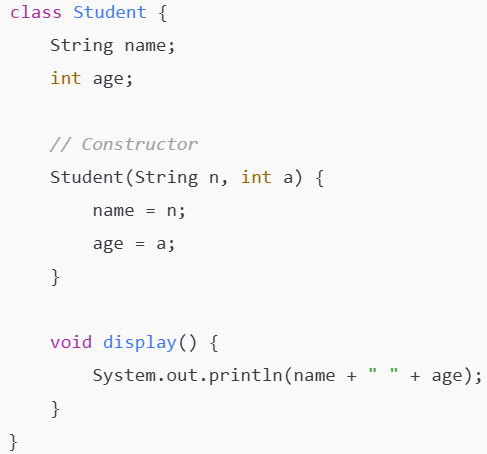 class Student {
    String name;
    int age;

    // Constructor
    Student(String n, int a) {
        name = n;
        age = a;
    }

    void display() {
        System.out.println(name + " " + age);
    }
}